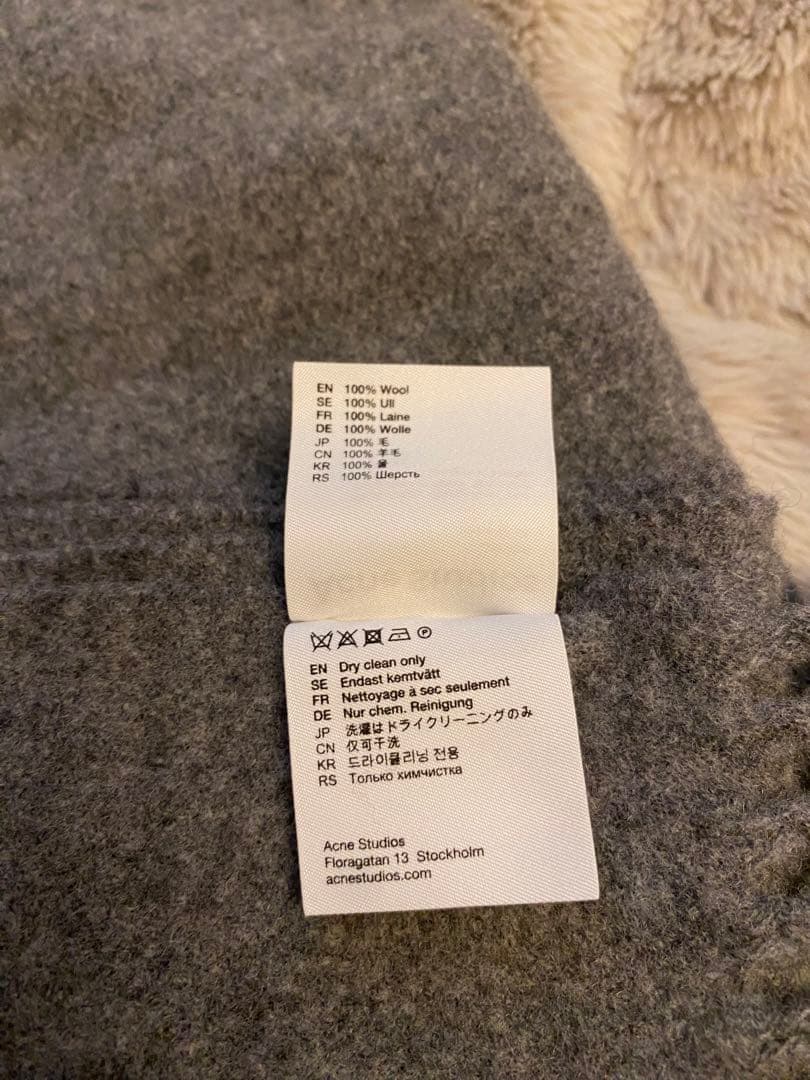 EN 100% Wool
SE 100% Ull
FR 100% Laine
DE 100% Wolle
JP 100% 毛
CN 100% 羊毛
KR 100% 울
RS 100% Шерсть
Acne Studios
EN Dry clean only
SE Endast kemtvätt
FR Nettoyage à sec seulement
DE Nur chem. Reinigung
JP 洗濯はドライクリーニングのみ
CN 仅可干洗
KR 드라이클리닝 전용
RS Только химчистка
Acne Studios
Floragatan 13 Stockholm
acnestudios.com